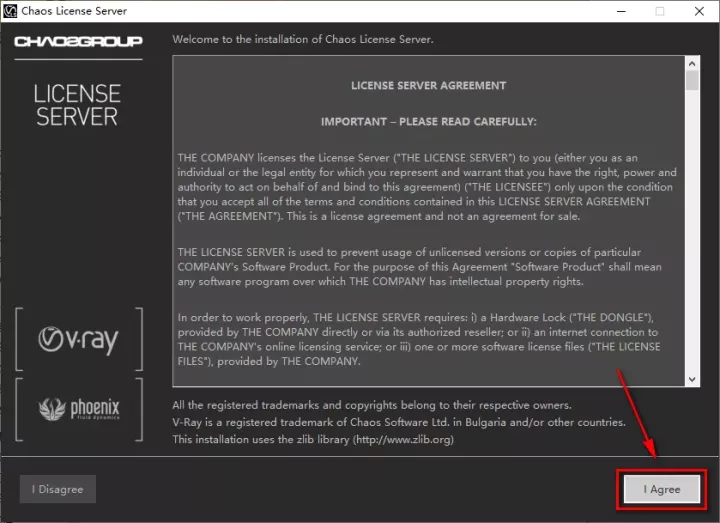 Chaos License Server
CHAOSGROUP
LICENSE
SERVER
Welcome to the installation of Chaos License Server.
LICENSE SERVER AGREEMENT
IMPORTANT – PLEASE READ CAREFULLY:
THE COMPANY licenses the License Server ("THE LICENSE SERVER") to you (either you as an
individual or the legal entity for which you represent and warrant that you have the right, power and
authority to act on behalf of and bind to this agreement) ("THE LICENSEE") only upon the condition
that you accept all of the terms and conditions contained in this LICENSE SERVER AGREEMENT
("THE AGREEMENT"). This is a license agreement and not an agreement for sale.
THE LICENSE SERVER is used to prevent usage of unlicensed versions or copies of particular
COMPANY's Software Product. For the purpose of this Agreement "Software Product" shall mean
any software program over which THE COMPANY has intellectual property rights.
In order to work properly, THE LICENSE SERVER requires: i) a Hardware Lock ("THE DONGLE"),
provided by THE COMPANY directly or via its authorized reseller; or ii) an internet connection to
THE COMPANY's online licensing service; or iii) one or more software license files ("THE LICENSE
FILES"), provided by THE COMPANY.
v·ray
phoenix
fluid dynamics
All the registered trademarks and copyrights belong to their respective owners.
V-Ray is a registered trademark of Chaos Software Ltd. in Bulgaria and/or other countries.
This installation uses the zlib library (http://www.zlib.org)
I Disagree
I Agree